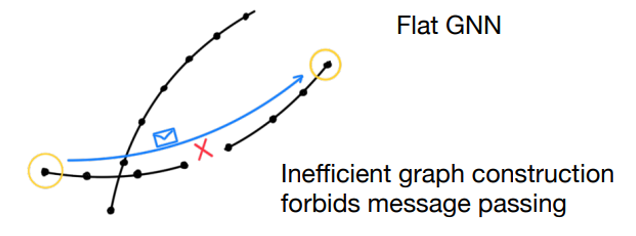 Flat GNN
Inefficient graph construction
forbids message passing